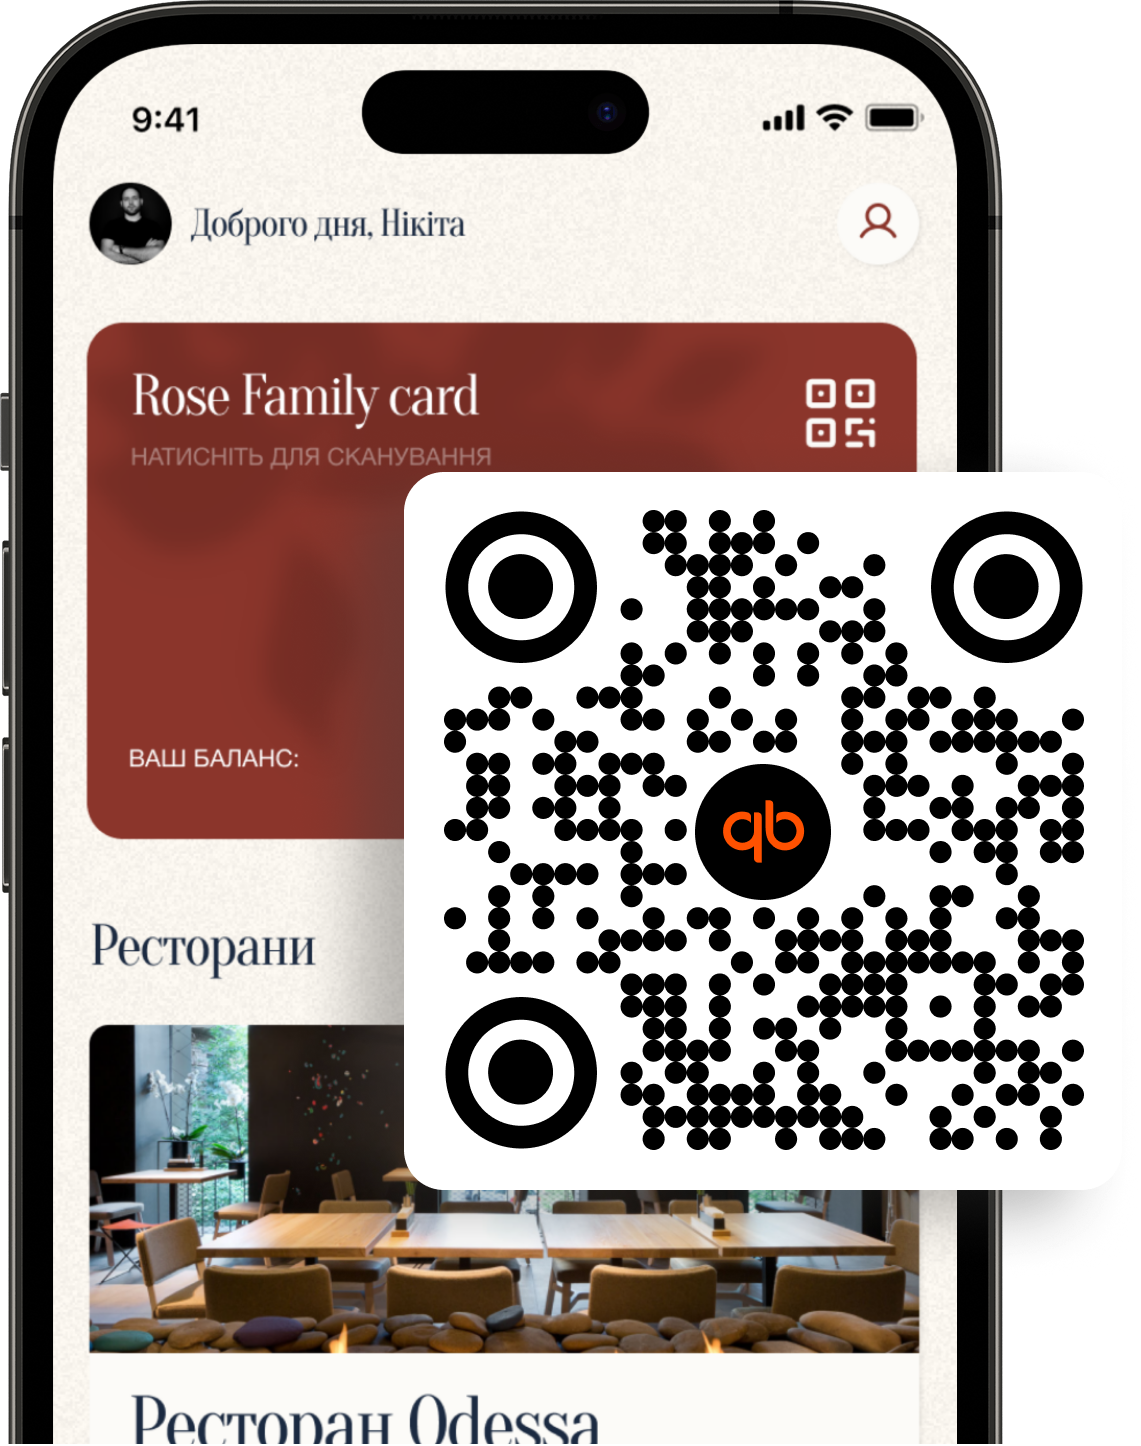 9:41
Доброго дня, Нікіта
Rose Family card
НАТИСНІТЬ ДЛЯ СКАНУВАННЯ
ВАШ БАЛАНС:
qb
Ресторани
Ресторан Odessa